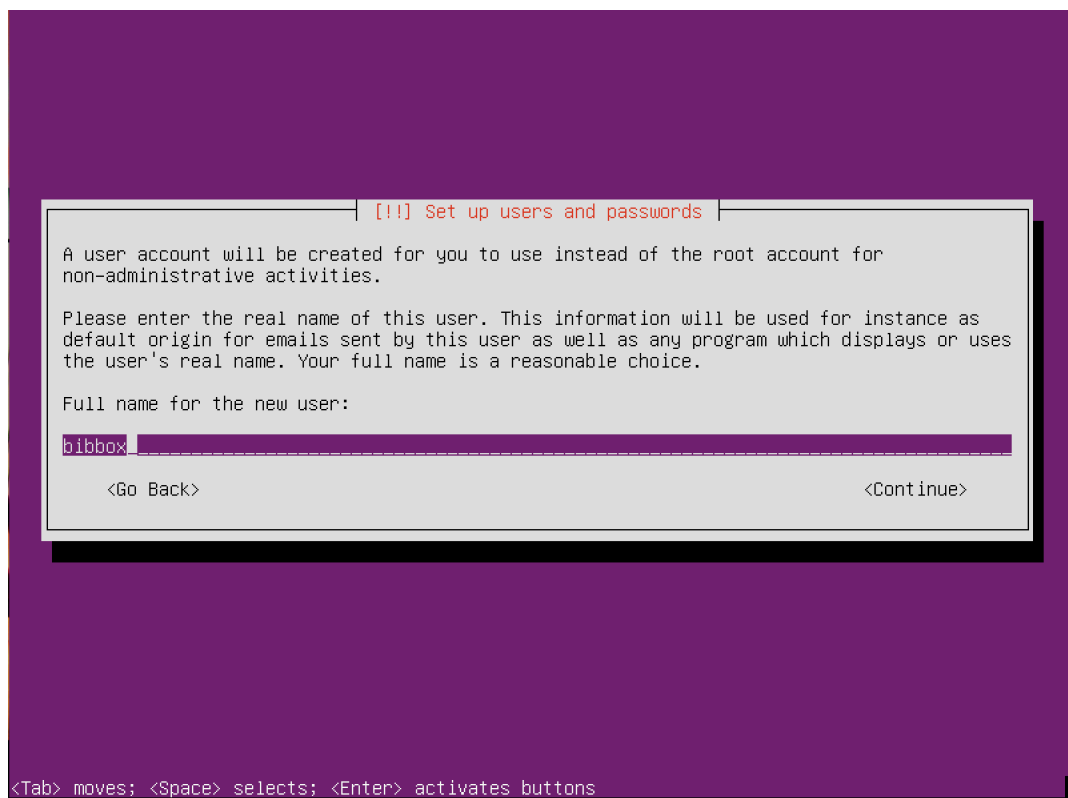 [!!] Set up users and passwords
A user account will be created for you to use instead of the root account for
non-administrative activities.
Please enter the real name of this user. This information will be used for instance as
default origin for emails sent by this user as well as any program which displays or uses
the user's real name. Your full name is a reasonable choice.
Full name for the new user:
bibbox
<Go Back> <Continue>
<Tab> moves; <Space> selects; <Enter> activates buttons